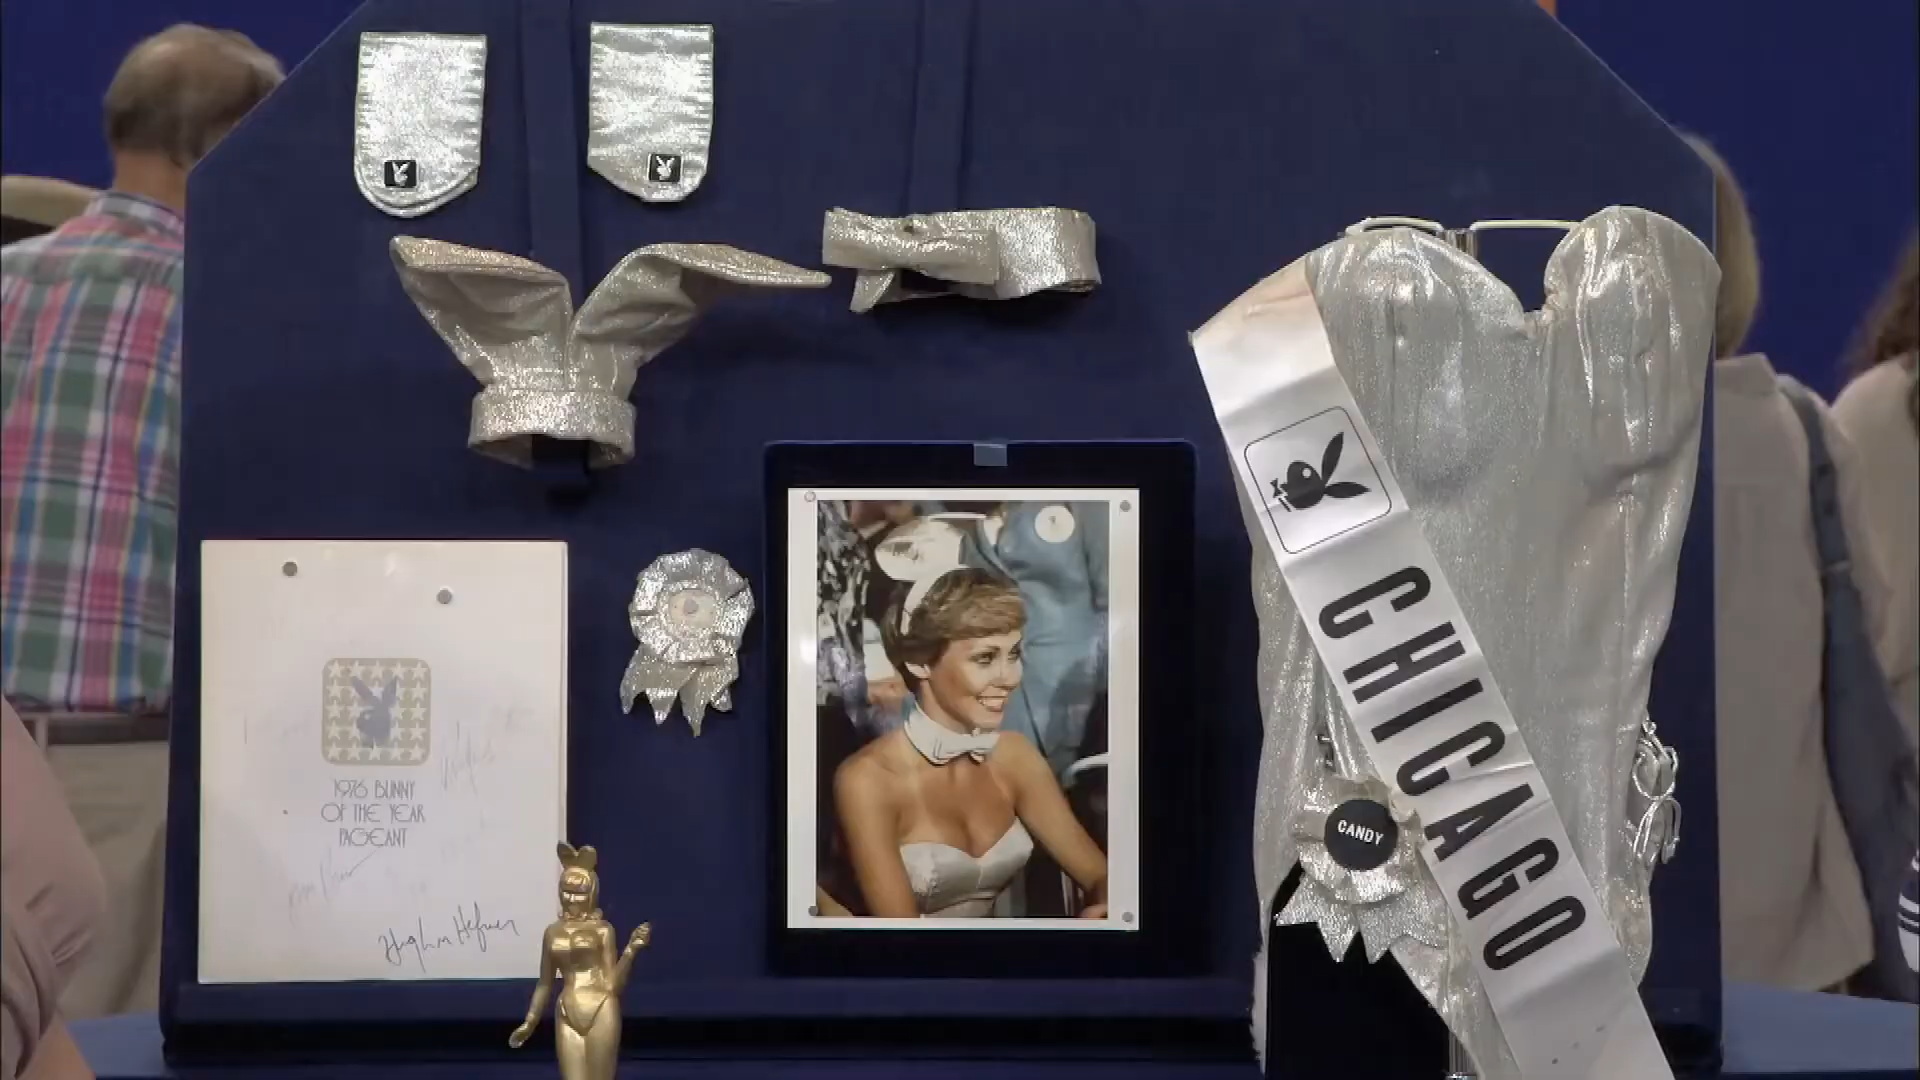 1976 BUNNY
OF THE YEAR
PAGEANT
Hugh M Hefner
CANDY
CHICAGO